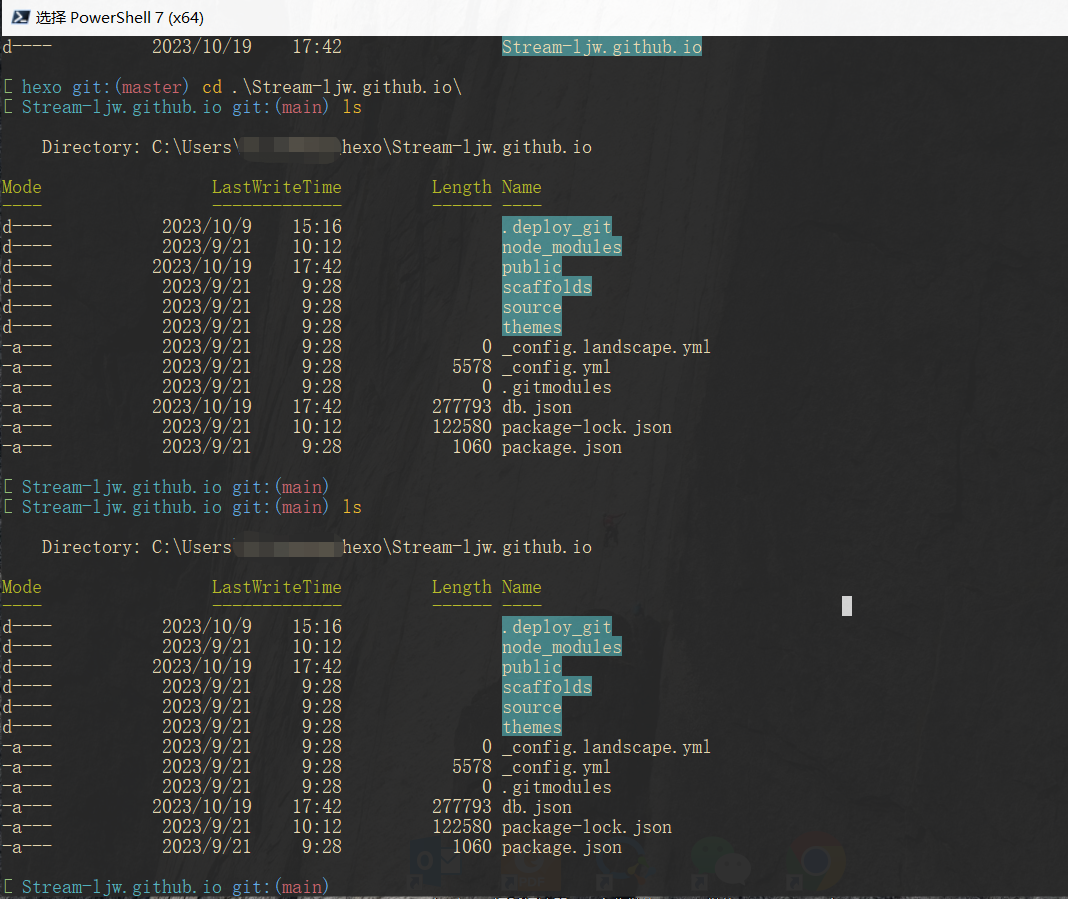 选择 PowerShell 7 (x64)
d---- 2023/10/19 17:42 Stream-ljw.github.io
[ hexo git:(master) cd .\Stream-ljw.github.io\
[ Stream-ljw.github.io git:(main) ls
Directory: C:\Users\ hexo\Stream-ljw.github.io
Mode LastWriteTime Length Name
---- ------------- ------ ----
d---- 2023/10/9 15:16 .deploy_git
d---- 2023/9/21 10:12 node_modules
d---- 2023/10/19 17:42 public
d---- 2023/9/21 9:28 scaffolds
d---- 2023/9/21 9:28 source
d---- 2023/9/21 9:28 themes
-a--- 2023/9/21 9:28 0 _config.landscape.yml
-a--- 2023/9/21 9:28 5578 _config.yml
-a--- 2023/9/21 9:28 0 .gitmodules
-a--- 2023/10/19 17:42 277793 db.json
-a--- 2023/9/21 10:12 122580 package-lock.json
-a--- 2023/9/21 9:28 1060 package.json
[ Stream-ljw.github.io git:(main)
[ Stream-ljw.github.io git:(main) ls
Directory: C:\Users hexo\Stream-ljw.github.io
Mode LastWriteTime Length Name
---- ------------- ------ ----
d---- 2023/10/9 15:16 .deploy_git
d---- 2023/9/21 10:12 node_modules
d---- 2023/10/19 17:42 public
d---- 2023/9/21 9:28 scaffolds
d---- 2023/9/21 9:28 source
d---- 2023/9/21 9:28 themes
-a--- 2023/9/21 9:28 0 _config.landscape.yml
-a--- 2023/9/21 9:28 5578 _config.yml
-a--- 2023/9/21 9:28 0 .gitmodules
-a--- 2023/10/19 17:42 277793 db.json
-a--- 2023/9/21 10:12 122580 package-lock.json
-a--- 2023/9/21 9:28 1060 package.json
[ Stream-ljw.github.io git:(main)